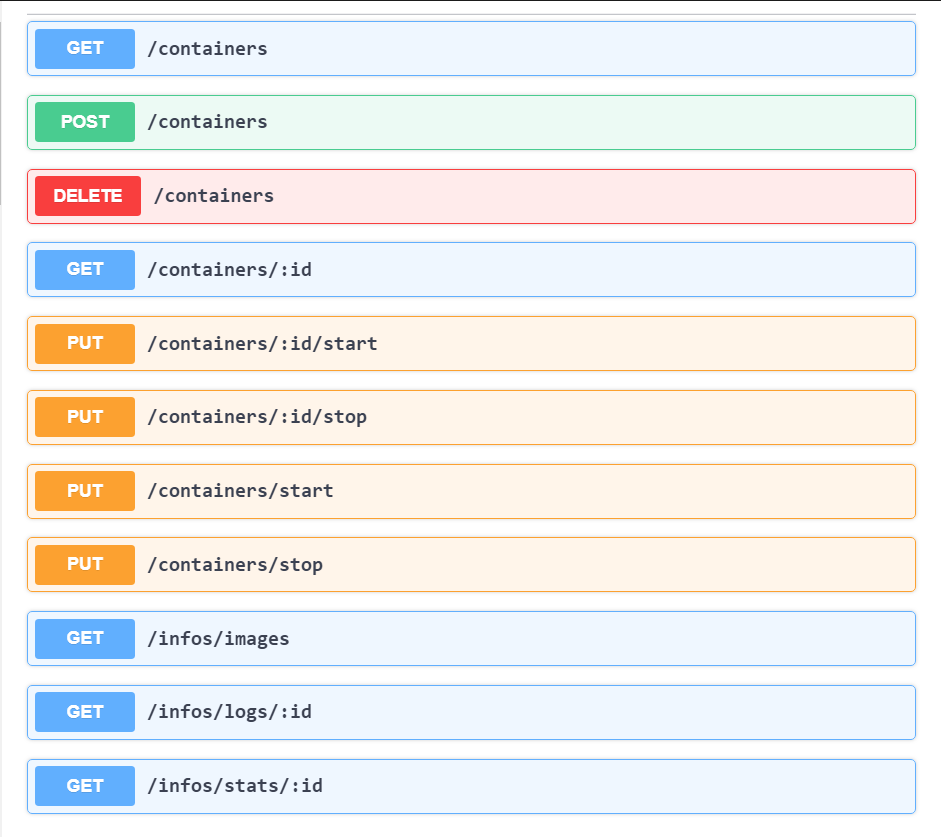 GET /containers
POST /containers
DELETE /containers
GET /containers/:id
PUT /containers/:id/start
PUT /containers/:id/stop
PUT /containers/start
PUT /containers/stop
GET /infos/images
GET /infos/logs/:id
GET /infos/stats/:id